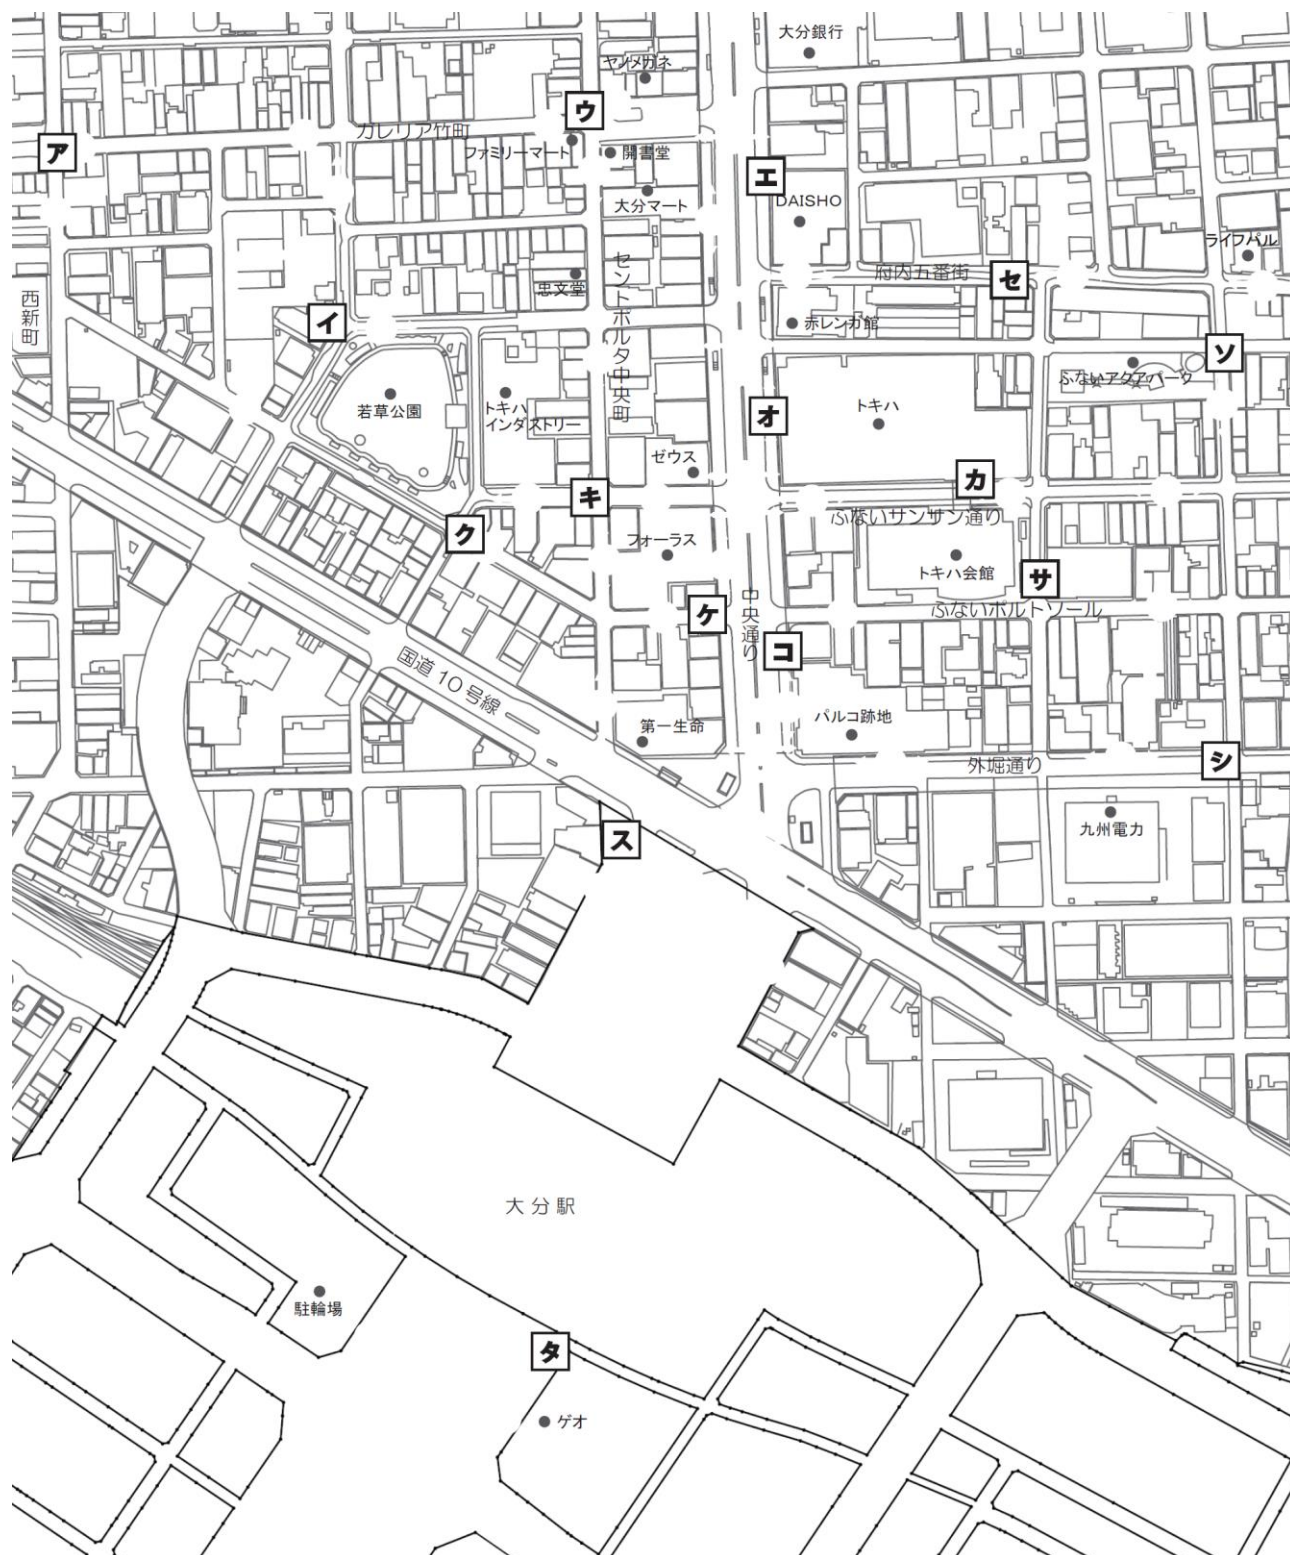 大分銀行
ヤノメガネ
ウ
ガレリア竹町
ア
ファミリーマート
開書堂
エ
大分マート
DAISHO
ライフパル
府内五番街
セ
忠文堂
セントポルタ中央町
西新町
イ
赤レンガ館
ソ
ふないアクアパーク
若草公園
トキハ
インダストリー
オ
トキハ
ゼウス
カ
キ
ふないサンサン通り
ク
フォーラス
トキハ会館
サ
ケ
中央通り
ふないポルトソール
コ
国道10号線
第一生命
パルコ跡地
外堀通り
シ
ス
九州電力
大分駅
駐輪場
タ
ゲオ